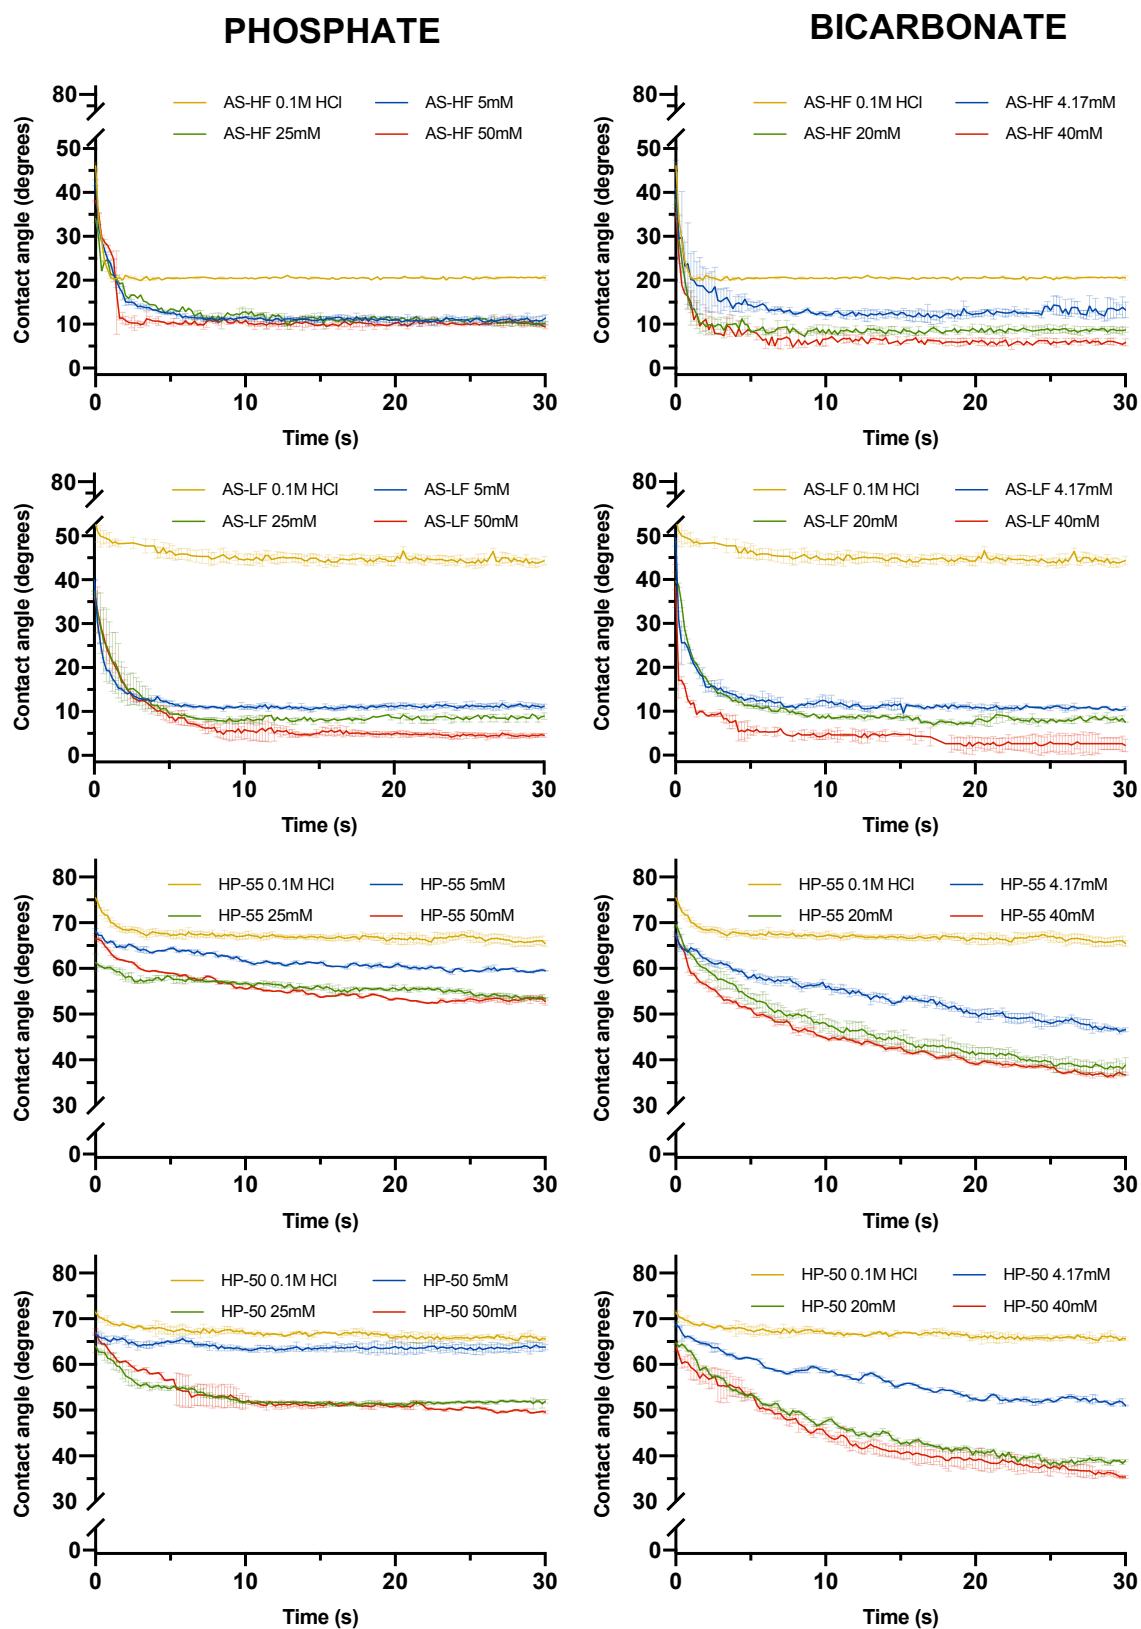 PHOSPHATE
BICARBONATE
AS-HF 0.1M HCl AS-HF 5mM
AS-HF 25mM AS-HF 50mM
Contact angle (degrees)
80
50
40
30
20
10
0
0 10 20 30
Time (s)
AS-HF 0.1M HCl AS-HF 4.17mM
AS-HF 20mM AS-HF 40mM
Contact angle (degrees)
80
50
40
30
20
10
0
0 10 20 30
Time (s)
AS-LF 0.1M HCl AS-LF 5mM
AS-LF 25mM AS-LF 50mM
Contact angle (degrees)
80
50
40
30
20
10
0
0 10 20 30
Time (s)
AS-LF 0.1M HCl AS-LF 4.17mM
AS-LF 20mM AS-LF 40mM
Contact angle (degrees)
80
50
40
30
20
10
0
0 10 20 30
Time (s)
HP-55 0.1M HCl HP-55 5mM
HP-55 25mM HP-55 50mM
Contact angle (degrees)
80
70
60
50
40
30
0
0 10 20 30
Time (s)
HP-55 0.1M HCl HP-55 4.17mM
HP-55 20mM HP-55 40mM
Contact angle (degrees)
80
70
60
50
40
30
0
0 10 20 30
Time (s)
HP-50 0.1M HCl HP-50 5mM
HP-50 25mM HP-50 50mM
Contact angle (degrees)
80
70
60
50
40
30
0
0 10 20 30
Time (s)
HP-50 0.1M HCl HP-50 4.17mM
HP-50 20mM HP-50 40mM
Contact angle (degrees)
80
70
60
50
40
30
0
0 10 20 30
Time (s)